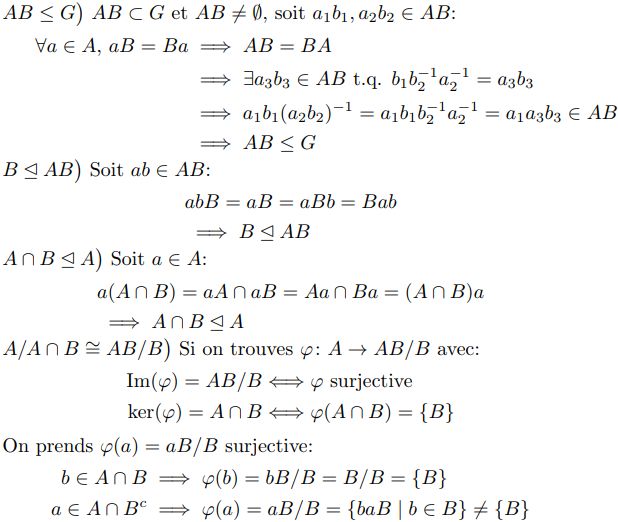 AB ≤ G) AB ⊂ G et AB ≠ ∅, soit a₁b₁, a₂b₂ ∈ AB:
∀a ∈ A, aB = Ba ⟹ AB = BA
⟹ ∃a₃b₃ ∈ AB t.q. b₁b₂⁻¹a₂⁻¹ = a₃b₃
⟹ a₁b₁(a₂b₂)⁻¹ = a₁b₁b₂⁻¹a₂⁻¹ = a₁a₃b₃ ∈ AB
⟹ AB ≤ G
B ⊴ AB) Soit ab ∈ AB:
abB = aB = aBb = Bab
⟹ B ⊴ AB
A ∩ B ⊴ A) Soit a ∈ A:
a(A ∩ B) = aA ∩ aB = Aa ∩ Ba = (A ∩ B)a
⟹ A ∩ B ⊴ A
A/A ∩ B ≅ AB/B) Si on trouves φ: A → AB/B avec:
Im(φ) = AB/B ⟺ φ surjective
ker(φ) = A ∩ B ⟺ φ(A ∩ B) = {B}
On prends φ(a) = aB/B surjective:
b ∈ A ∩ B ⟹ φ(b) = bB/B = B/B = {B}
a ∈ A ∩ Bᶜ ⟹ φ(a) = aB/B = {baB | b ∈ B} ≠ {B}